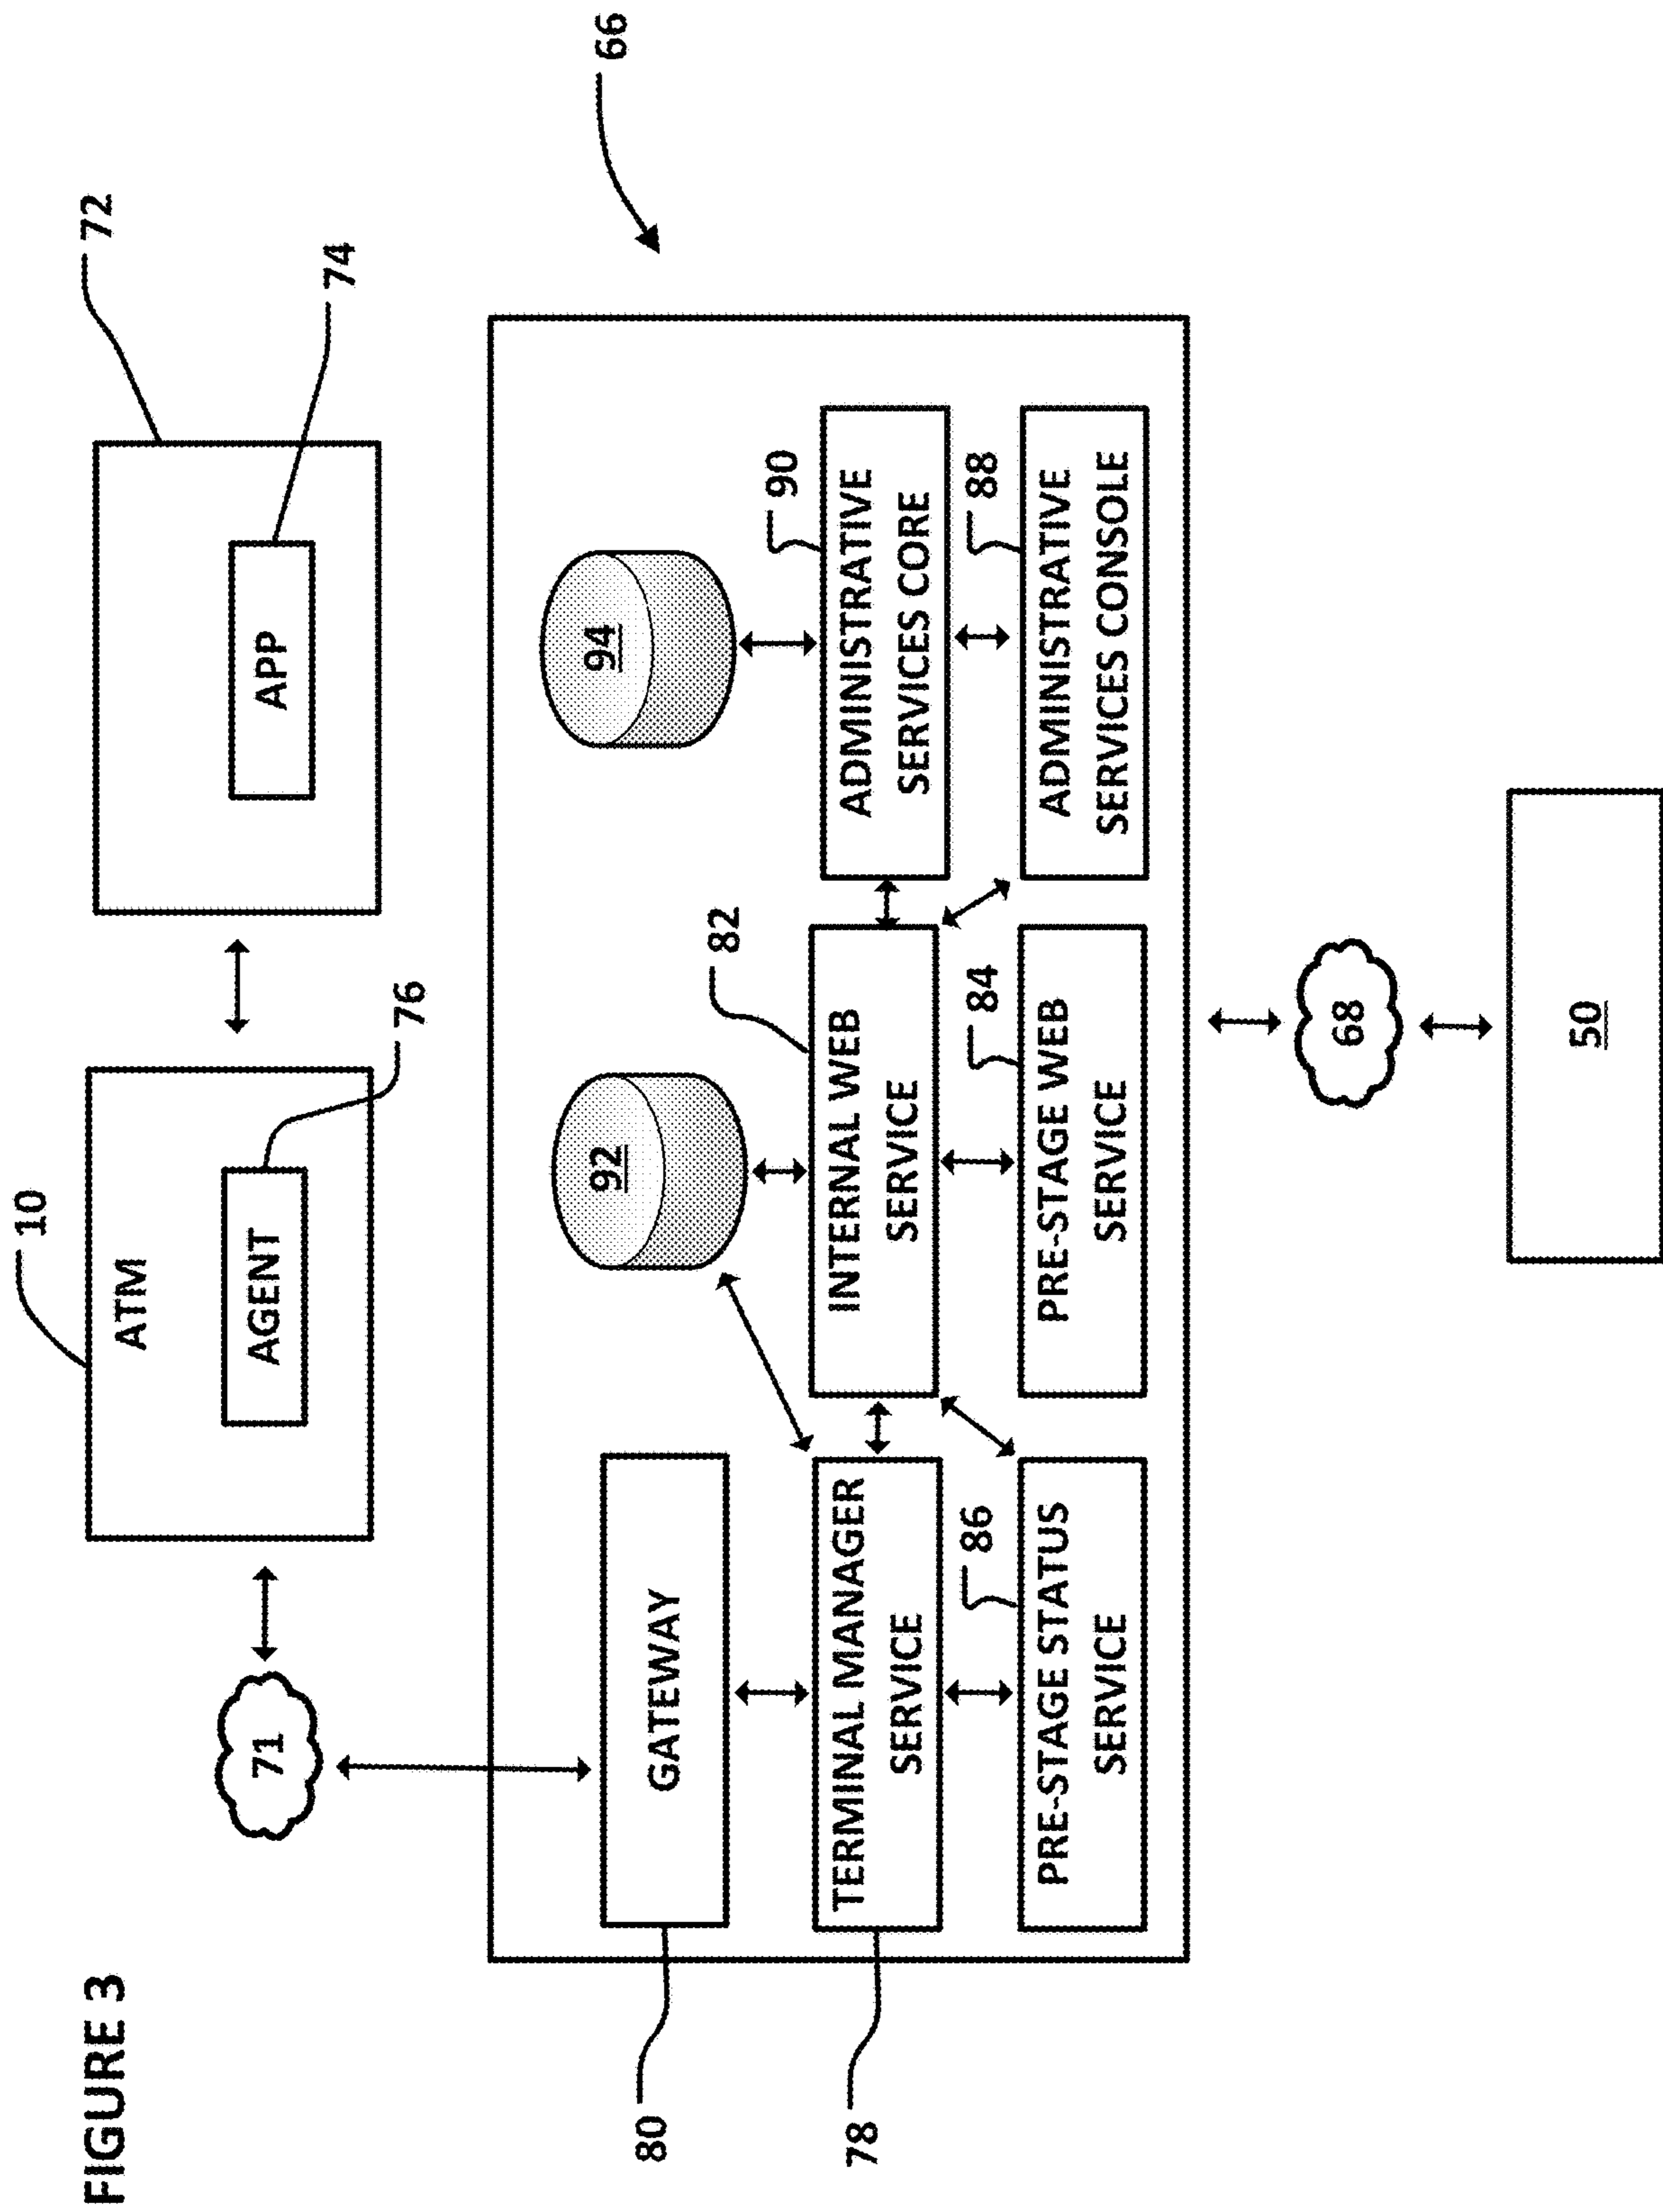 FIGURE 3
10
ATM
AGENT
76
72
APP
74
71
66
80
GATEWAY
92
94
78
TERMINAL MANAGER
SERVICE
82
INTERNAL WEB
SERVICE
90
ADMINISTRATIVE
SERVICES CORE
86
PRE-STAGE STATUS
SERVICE
84
PRE-STAGE WEB
SERVICE
88
ADMINISTRATIVE
SERVICES CONSOLE
68
50